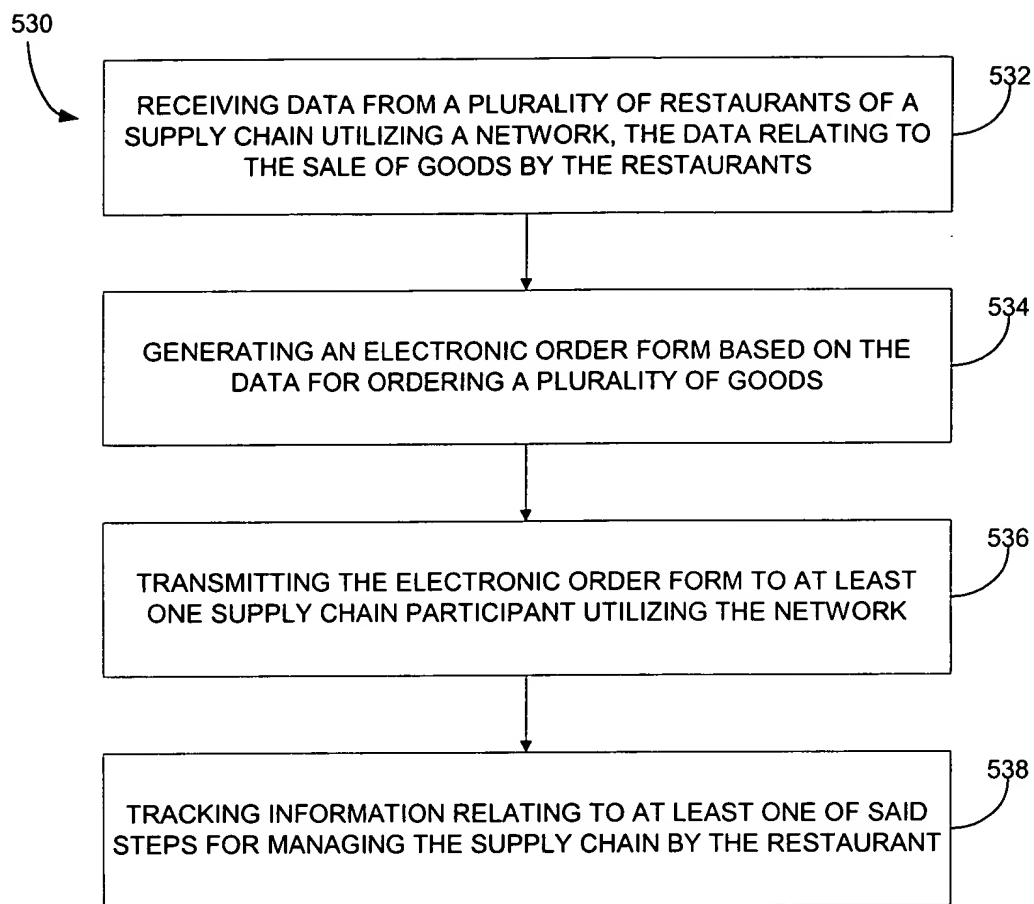 530
532
RECEIVING DATA FROM A PLURALITY OF RESTAURANTS OF A
SUPPLY CHAIN UTILIZING A NETWORK, THE DATA RELATING TO
THE SALE OF GOODS BY THE RESTAURANTS
534
GENERATING AN ELECTRONIC ORDER FORM BASED ON THE
DATA FOR ORDERING A PLURALITY OF GOODS
536
TRANSMITTING THE ELECTRONIC ORDER FORM TO AT LEAST
ONE SUPPLY CHAIN PARTICIPANT UTILIZING THE NETWORK
538
TRACKING INFORMATION RELATING TO AT LEAST ONE OF SAID
STEPS FOR MANAGING THE SUPPLY CHAIN BY THE RESTAURANT